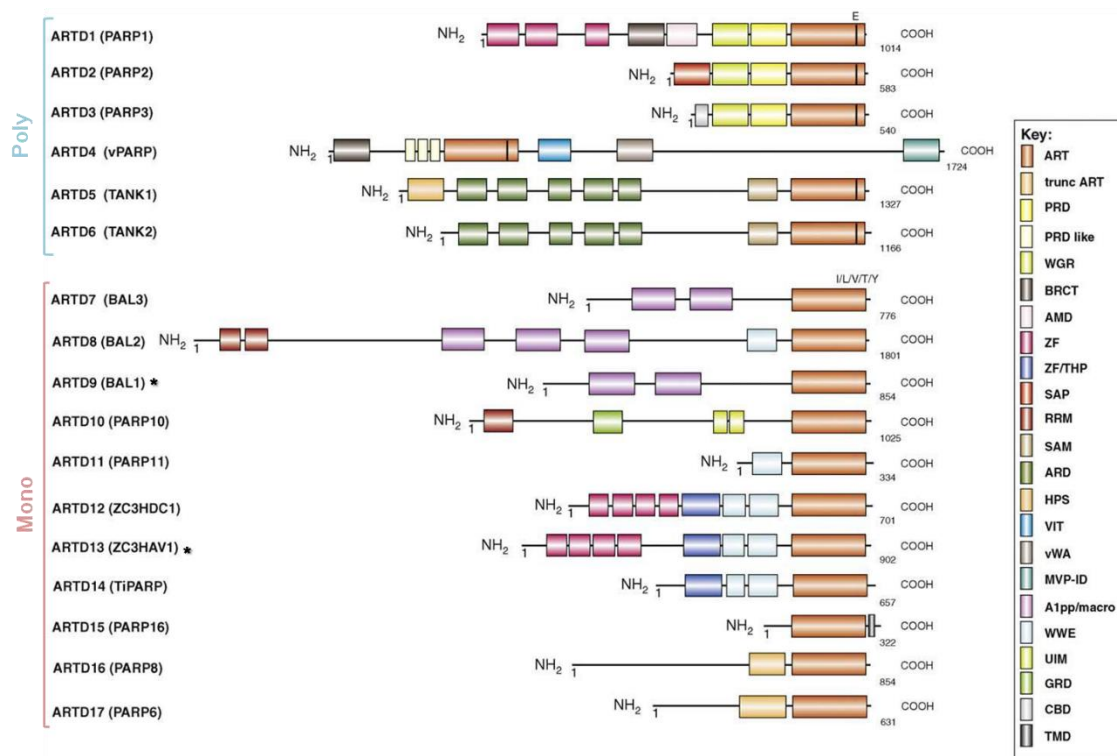 E
Poly
ARTD1 (PARP1) NH2 1 1014 COOH
ARTD2 (PARP2) NH2 1 583 COOH
ARTD3 (PARP3) NH2 1 540 COOH
ARTD4 (vPARP) NH2 1 1724 COOH
ARTD5 (TANK1) NH2 1 1327 COOH
ARTD6 (TANK2) NH2 1 1166 COOH
Mono
I/L/V/T/Y
ARTD7 (BAL3) NH2 1 776 COOH
ARTD8 (BAL2) NH2 1 1801 COOH
ARTD9 (BAL1) * NH2 1 854 COOH
ARTD10 (PARP10) NH2 1 1025 COOH
ARTD11 (PARP11) NH2 1 334 COOH
ARTD12 (ZC3HDC1) NH2 1 701 COOH
ARTD13 (ZC3HAV1) * NH2 1 902 COOH
ARTD14 (TiPARP) NH2 1 657 COOH
ARTD15 (PARP16) NH2 1 322 COOH
ARTD16 (PARP8) NH2 1 854 COOH
ARTD17 (PARP6) NH2 1 631 COOH
Key:
ART
trunc ART
PRD
PRD like
WGR
BRCT
AMD
ZF
ZF/THP
SAP
RRM
SAM
ARD
HPS
VIT
vWA
MVP-ID
A1pp/macro
WWE
UIM
GRD
CBD
TMD